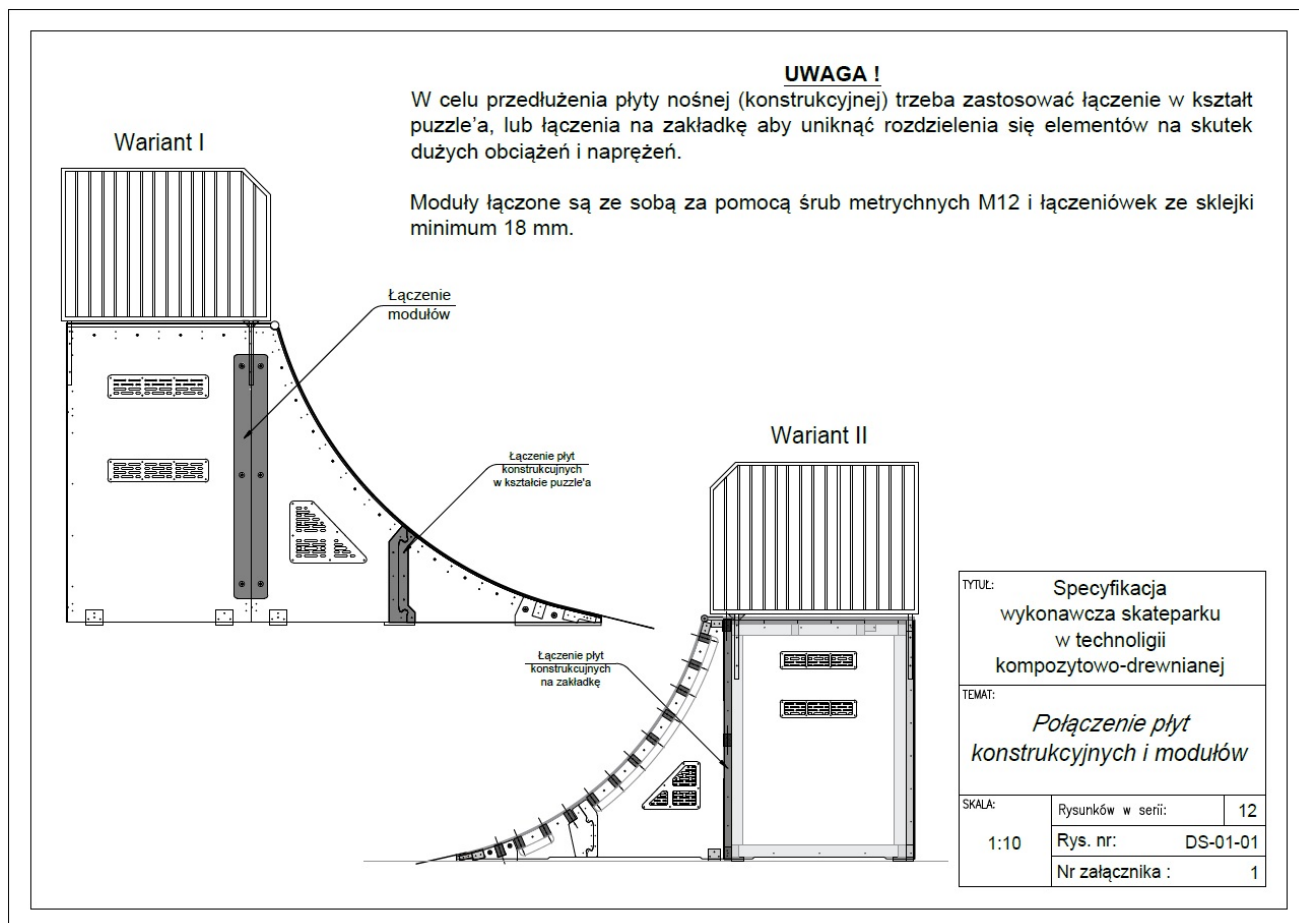 UWAGA !
W celu przedłużenia płyty nośnej (konstrukcyjnej) trzeba zastosować łączenie w kształt
puzzle'a, lub łączenia na zakładkę aby uniknąć rozdzielenia się elementów na skutek
dużych obciążeń i naprężeń.
Moduły łączone są ze sobą za pomocą śrub metrychnych M12 i łączeniówek ze sklejki
minimum 18 mm.
Wariant I
Łączenie
modułów
Łączenie płyt
konstrukcujnych
w kształcie puzzle'a
Wariant II
Łączenie płyt
konstrukcujnych
na zakładkę
TYTUŁ:
Specyfikacja
wykonawcza skateparku
w technoligii
kompozytowo-drewnianej
TEMAT:
Połączenie płyt
konstrukcyjnych i modułów
SKALA:
1:10
Rysunków w serii: 12
Rys. nr: DS-01-01
Nr załącznika : 1